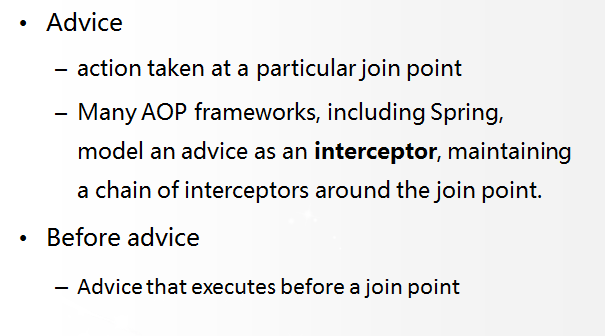 • Advice
– action taken at a particular join point
– Many AOP frameworks, including Spring,
model an advice as an interceptor, maintaining
a chain of interceptors around the join point.
• Before advice
– Advice that executes before a join point